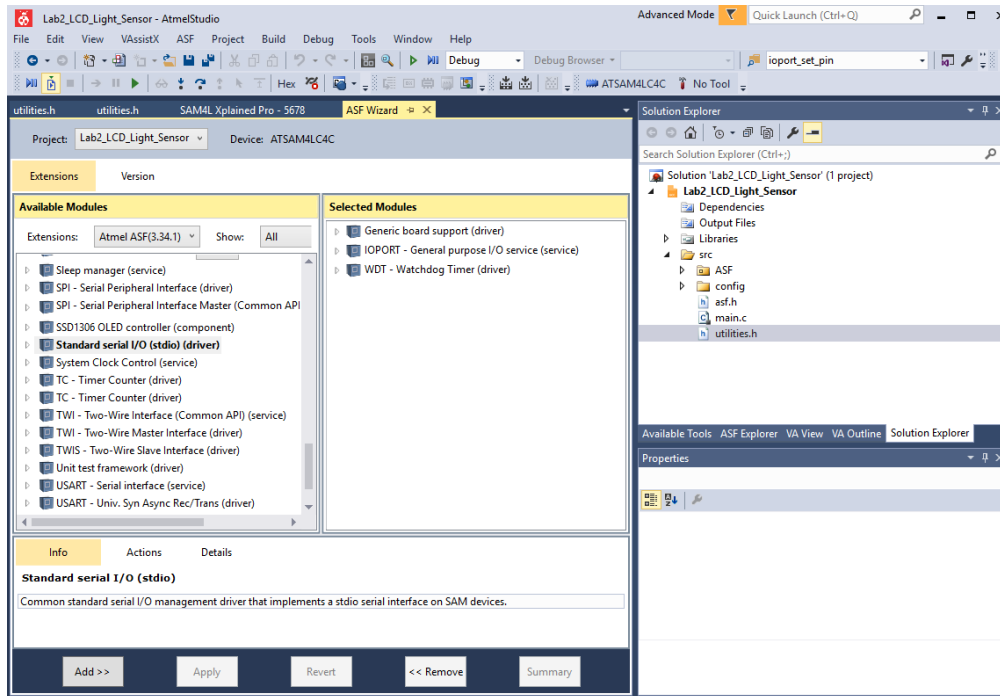 Lab2_LCD_Light_Sensor - AtmelStudio
Advanced Mode
Quick Launch (Ctrl+Q)
File Edit View VAssistX ASF Project Build Debug Tools Window Help
Debug
Debug Browser
ioport_set_pin
Hex
ATSAM4LC4C
No Tool
utilities.h
utilities.h
SAM4L Xplained Pro - 5678
ASF Wizard
Project:
Lab2_LCD_Light_Sensor
Device: ATSAM4LC4C
Extensions
Version
Available Modules
Extensions:
Atmel ASF(3.34.1)
Show:
All
Sleep manager (service)
SPI - Serial Peripheral Interface (driver)
SPI - Serial Peripheral Interface Master (Common API
SSD1306 OLED controller (component)
Standard serial I/O (stdio) (driver)
System Clock Control (service)
TC - Timer Counter (driver)
TC - Timer Counter (driver)
TWI - Two-Wire Interface (Common API) (service)
TWI - Two-Wire Master Interface (driver)
TWIS - Two-Wire Slave Interface (driver)
Unit test framework (driver)
USART - Serial interface (service)
USART - Univ. Syn Async Rec/Trans (driver)
Selected Modules
Generic board support (driver)
IOPORT - General purpose I/O service (service)
WDT - Watchdog Timer (driver)
Info
Actions
Details
Standard serial I/O (stdio)
Common standard serial I/O management driver that implements a stdio serial interface on SAM devices.
Add >>
Apply
Revert
<< Remove
Summary
Solution Explorer
Search Solution Explorer (Ctrl+;)
Solution 'Lab2_LCD_Light_Sensor' (1 project)
Lab2_LCD_Light_Sensor
Dependencies
Output Files
Libraries
src
ASF
config
asf.h
main.c
utilities.h
Available Tools
ASF Explorer
VA View
VA Outline
Solution Explorer
Properties